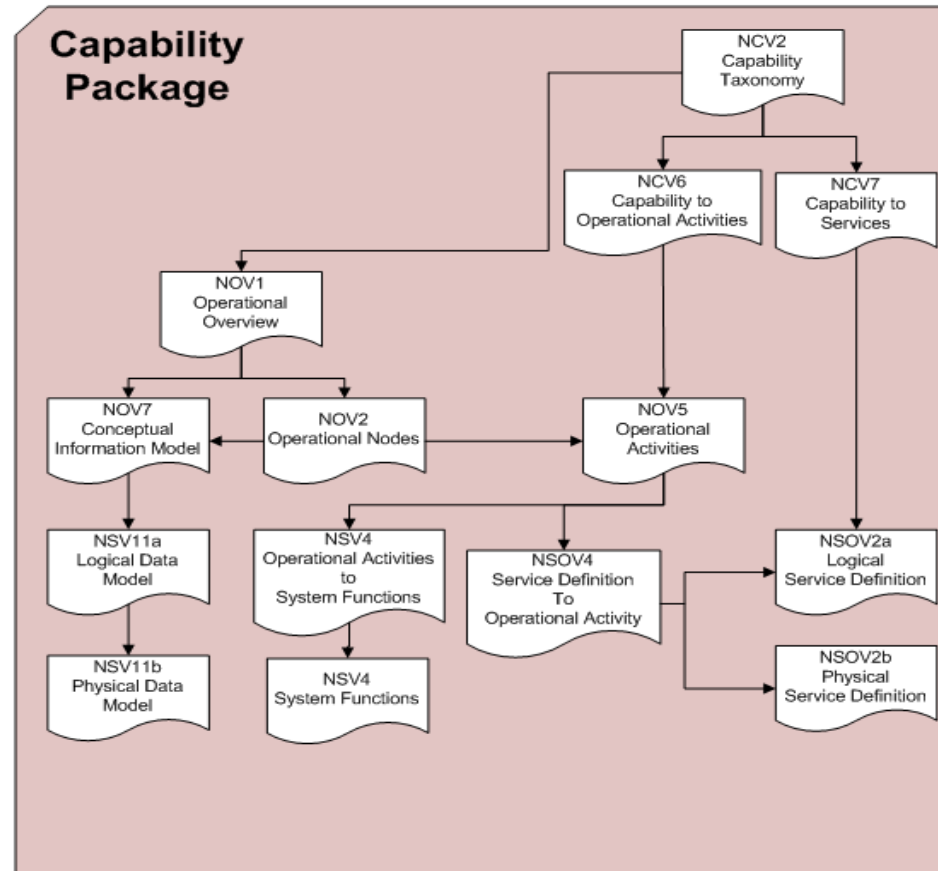 Capability
Package
NCV2
Capability
Taxonomy
NCV6
Capability to
Operational Activities
NCV7
Capability to
Services
NOV1
Operational
Overview
NOV7
Conceptual
Information Model
NOV2
Operational Nodes
NOV5
Operational
Activities
NSV11a
Logical Data
Model
NSV4
Operational Activities
to
System Functions
NSOV4
Service Definition
To
Operational Activity
NSOV2a
Logical
Service Definition
NSV11b
Physical Data
Model
NSV4
System Functions
NSOV2b
Physical
Service Definition